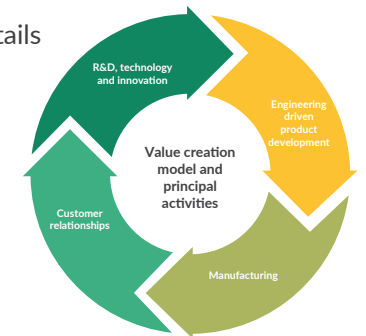 tails
R&D, technology
and innovation
Engineering
driven
product
development
Value creation
model and
principal
activities
Customer
relationships
Manufacturing